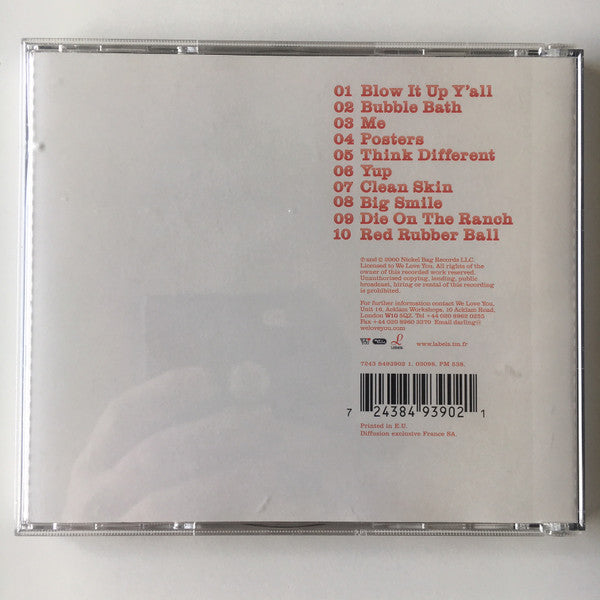 01 Blow It Up Y'all
02 Bubble Bath
03 Me
04 Posters
05 Think Different
06 Yup
07 Clean Skin
08 Big Smile
09 Die On The Ranch
10 Red Rubber Ball
℗ and © 2000 Nickel Bag Records LLC.
Licensed to We Love You. All rights of the
owner of this recorded work reserved.
Unauthorised copying, lending, public
broadcast, hiring or rental of this recording
is prohibited.
For further information contact We Love You,
Unit 16, Acklam Workshops, 10 Acklam Road,
London W10 5QZ. Tel +44 020 8962 0255
Fax +44 020 8960 3270 Email darling@
weloveyou.com
www.labels.tm.fr
7243 8493902 1. 03098. PM 538.
7 24384 93902 1
Printed in E.U.
Diffusion exclusive France SA.